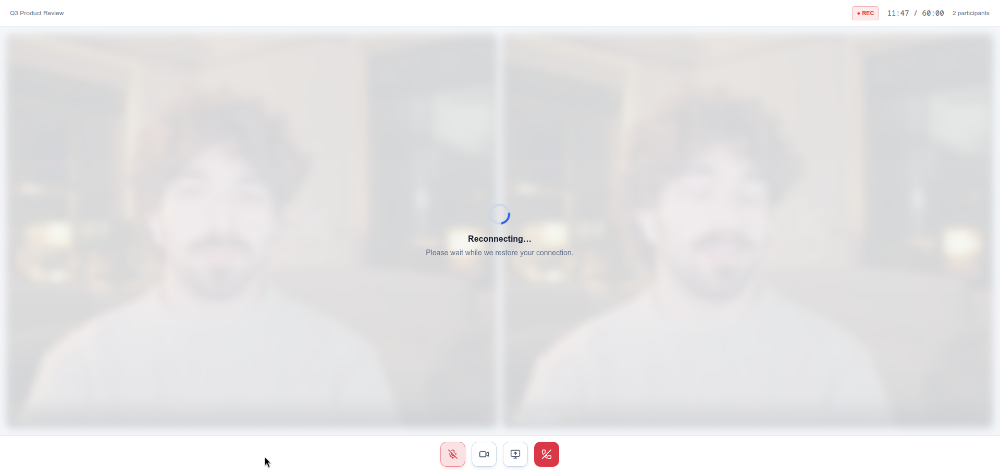 Q3 Product Review
● REC
11:47 / 60:00
2 participants
Reconnecting…
Please wait while we restore your connection.